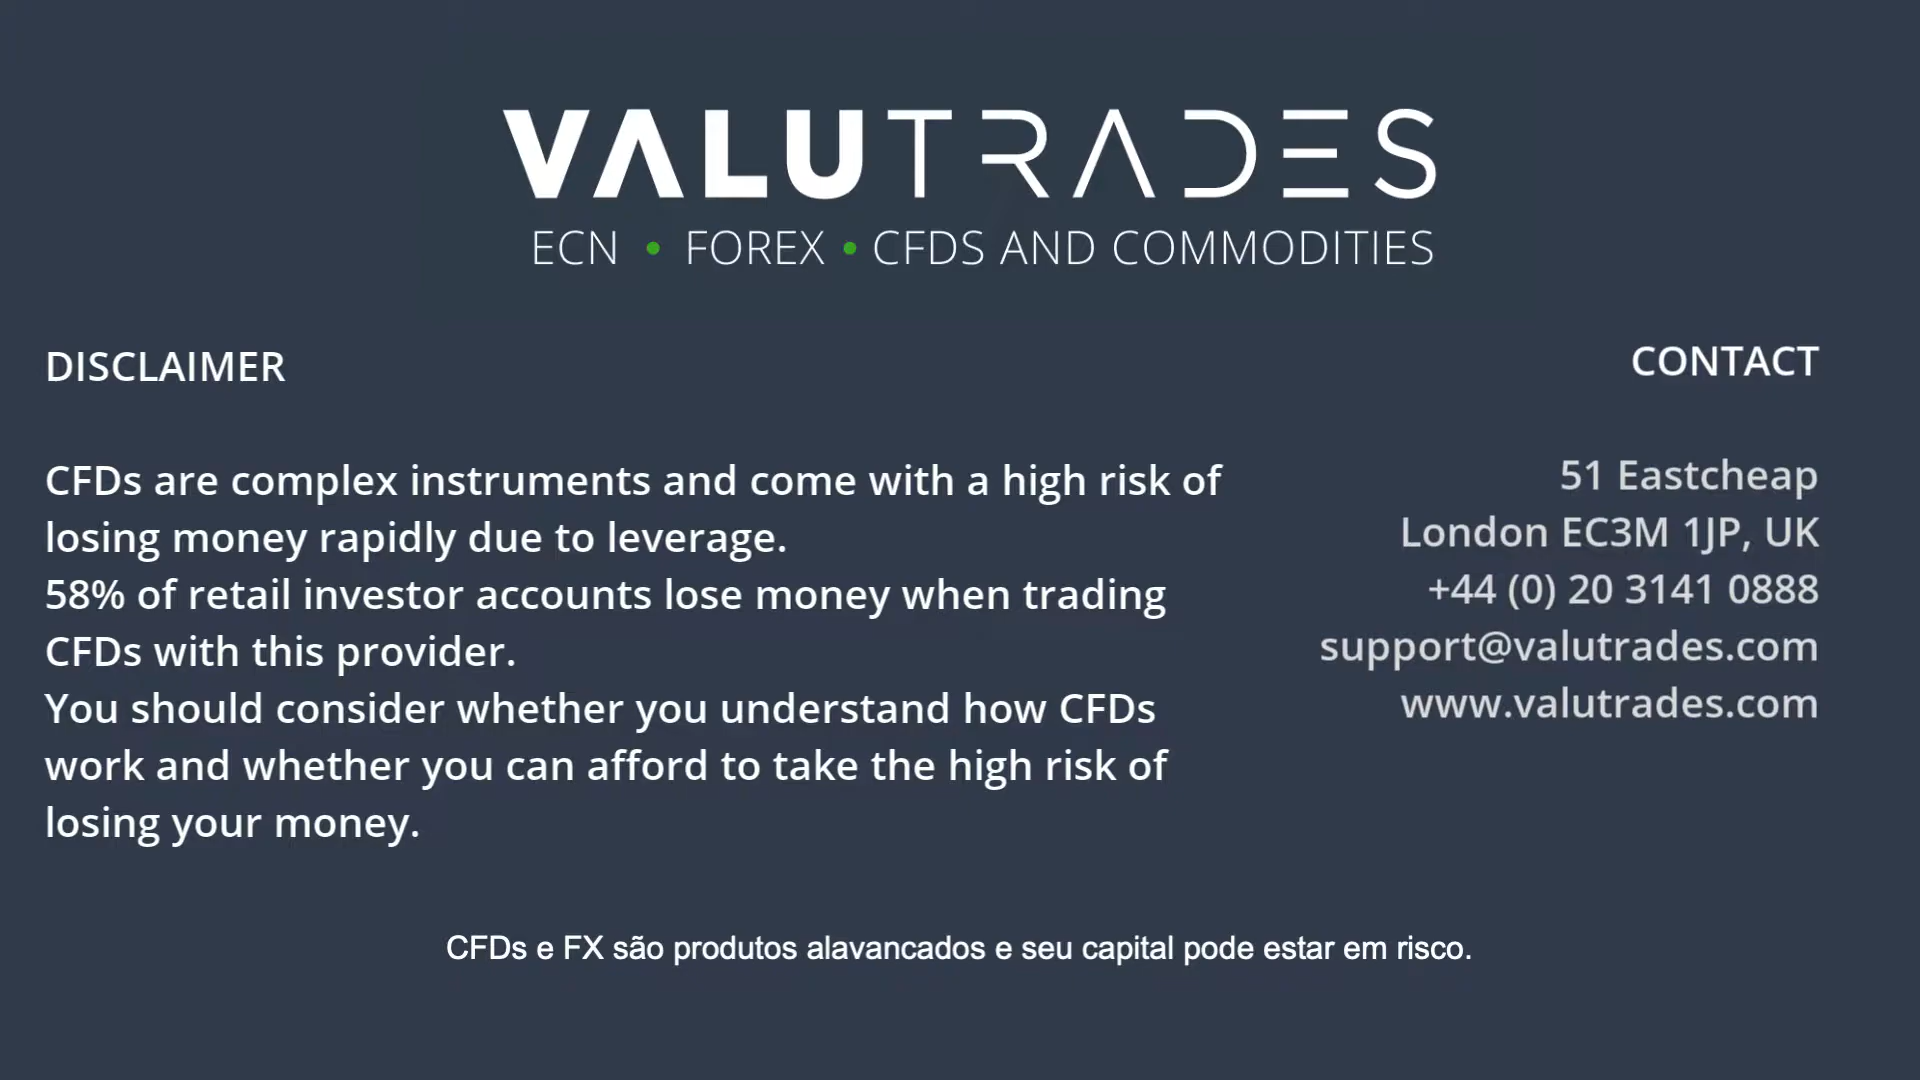 VALUTRADES
ECN • FOREX • CFDS AND COMMODITIES
DISCLAIMER
CFDs are complex instruments and come with a high risk of
losing money rapidly due to leverage.
58% of retail investor accounts lose money when trading
CFDs with this provider.
You should consider whether you understand how CFDs
work and whether you can afford to take the high risk of
losing your money.
CONTACT
51 Eastcheap
London EC3M 1JP, UK
+44 (0) 20 3141 0888
support@valutrades.com
www.valutrades.com
CFDs e FX são produtos alavancados e seu capital pode estar em risco.